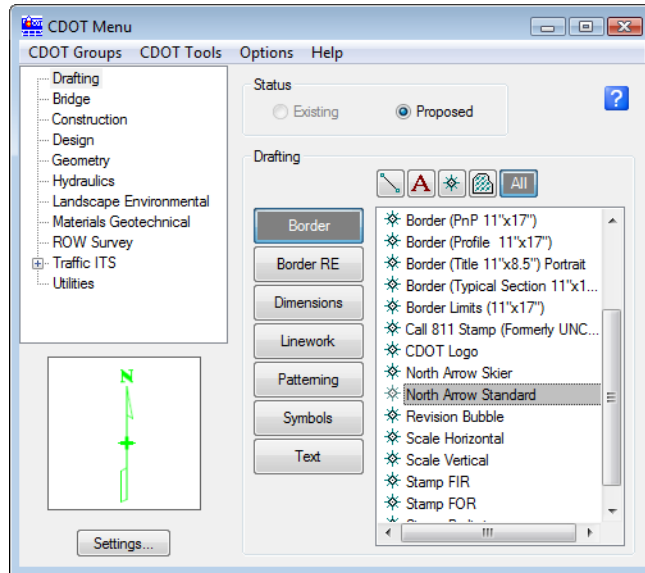 CDOT Menu
CDOT Groups CDOT Tools Options Help
Drafting
Bridge
Construction
Design
Geometry
Hydraulics
Landscape Environmental
Materials Geotechnical
ROW Survey
Traffic ITS
Utilities
N
Settings...
Status
Existing Proposed
?
Drafting
A All
Border
Border RE
Dimensions
Linework
Patterning
Symbols
Text
Border (PnP 11"x17")
Border (Profile 11"x17")
Border (Title 11"x8.5") Portrait
Border (Typical Section 11"x1...
Border Limits (11"x17")
Call 811 Stamp (Formerly UNC...
CDOT Logo
North Arrow Skier
North Arrow Standard
Revision Bubble
Scale Horizontal
Scale Vertical
Stamp FIR
Stamp FOR